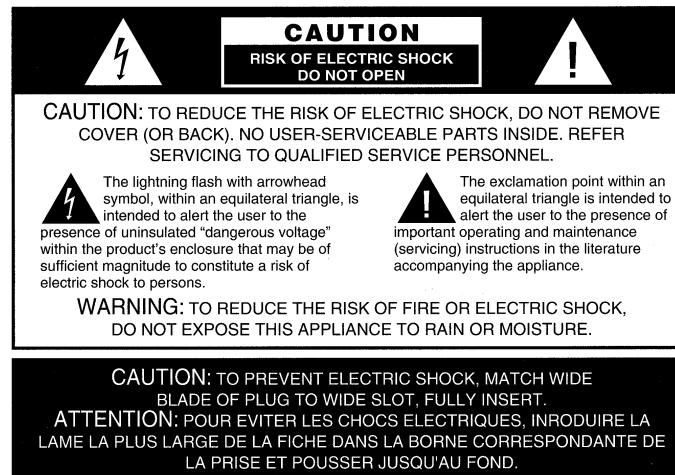 CAUTION
RISK OF ELECTRIC SHOCK
DO NOT OPEN
!
CAUTION: TO REDUCE THE RISK OF ELECTRIC SHOCK, DO NOT REMOVE
COVER (OR BACK). NO USER-SERVICEABLE PARTS INSIDE. REFER
SERVICING TO QUALIFIED SERVICE PERSONNEL.
The lightning flash with arrowhead
symbol, within an equilateral triangle, is
intended to alert the user to the
presence of uninsulated “dangerous voltage”
within the product's enclosure that may be of
sufficient magnitude to constitute a risk of
electric shock to persons.
!
The exclamation point within an
equilateral triangle is intended to
alert the user to the presence of
important operating and maintenance
(servicing) instructions in the literature
accompanying the appliance.
WARNING: TO REDUCE THE RISK OF FIRE OR ELECTRIC SHOCK,
DO NOT EXPOSE THIS APPLIANCE TO RAIN OR MOISTURE.
CAUTION: TO PREVENT ELECTRIC SHOCK, MATCH WIDE
BLADE OF PLUG TO WIDE SLOT, FULLY INSERT.
ATTENTION: POUR EVITER LES CHOCS ELECTRIQUES, INRODUIRE LA
LAME LA PLUS LARGE DE LA FICHE DANS LA BORNE CORRESPONDANTE DE
LA PRISE ET POUSSER JUSQU'AU FOND.